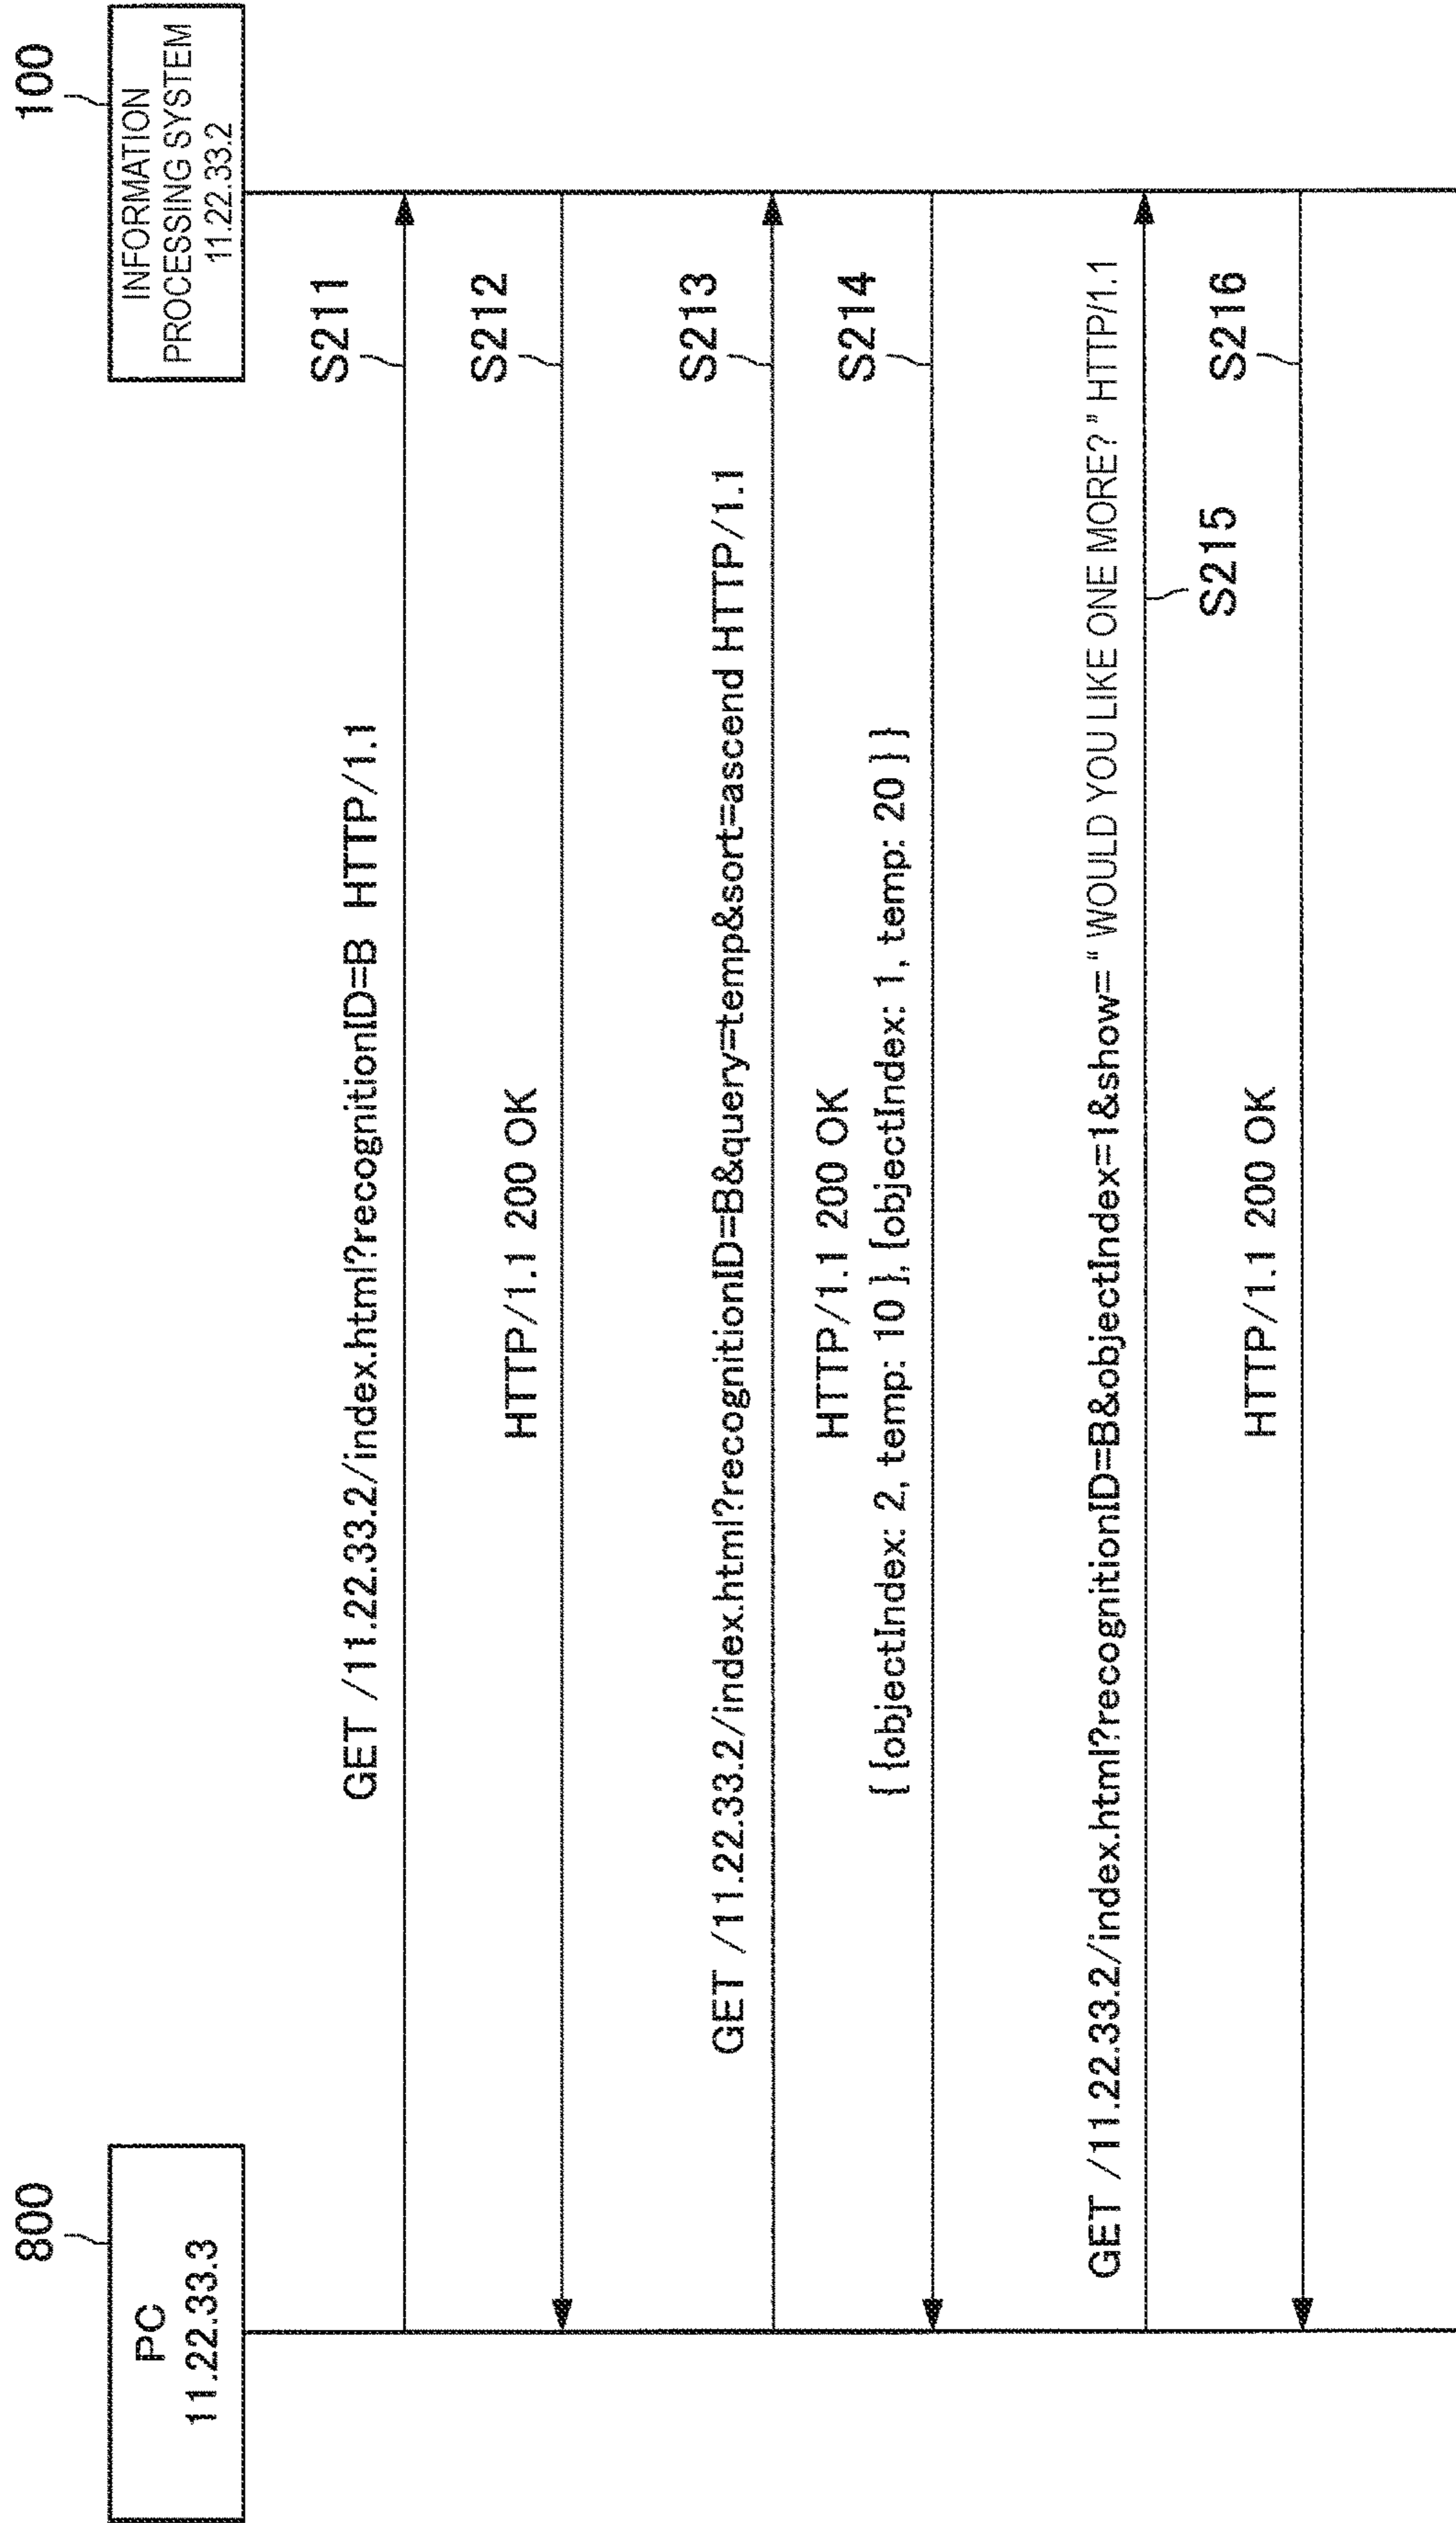 800
100
PC
11.22.33.3
INFORMATION
PROCESSING SYSTEM
11.22.33.2
S211
GET /11.22.33.2/index.html?recognitionID=B HTTP/1.1
S212
HTTP/1.1 200 OK
S213
GET /11.22.33.2/index.html?recognitionID=B&query=temp&sort=ascend HTTP/1.1
S214
HTTP/1.1 200 OK
{ {objectIndex: 2, temp: 10 }, {objectIndex: 1, temp: 20 } }
GET /11.22.33.2/index.html?recognitionID=B&objectIndex=1&show=“ WOULD YOU LIKE ONE MORE? ” HTTP/1.1
S215
S216
HTTP/1.1 200 OK